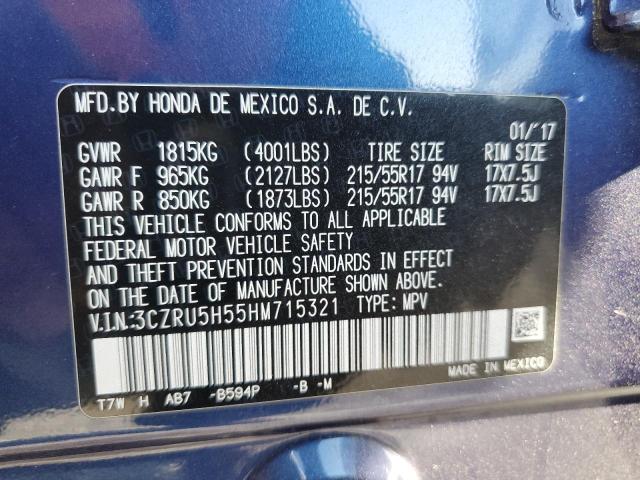 MFD.BY HONDA DE MEXICO S.A. DE C.V.
01/'17
GVWR 1815KG (4001LBS) TIRE SIZE RIM SIZE
GAWR F 965KG (2127LBS) 215/55R17 94V 17X7.5J
GAWR R 850KG (1873LBS) 215/55R17 94V 17X7.5J
THIS VEHICLE CONFORMS TO ALL APPLICABLE
FEDERAL MOTOR VEHICLE SAFETY
AND THEFT PREVENTION STANDARDS IN EFFECT
ON THE DATE OF MANUFACTURE SHOWN ABOVE.
V.I.N.:3CZRU5H55HM715321 TYPE: MPV
MADE IN MEXICO
T7W H AB7 -B594P -B -M